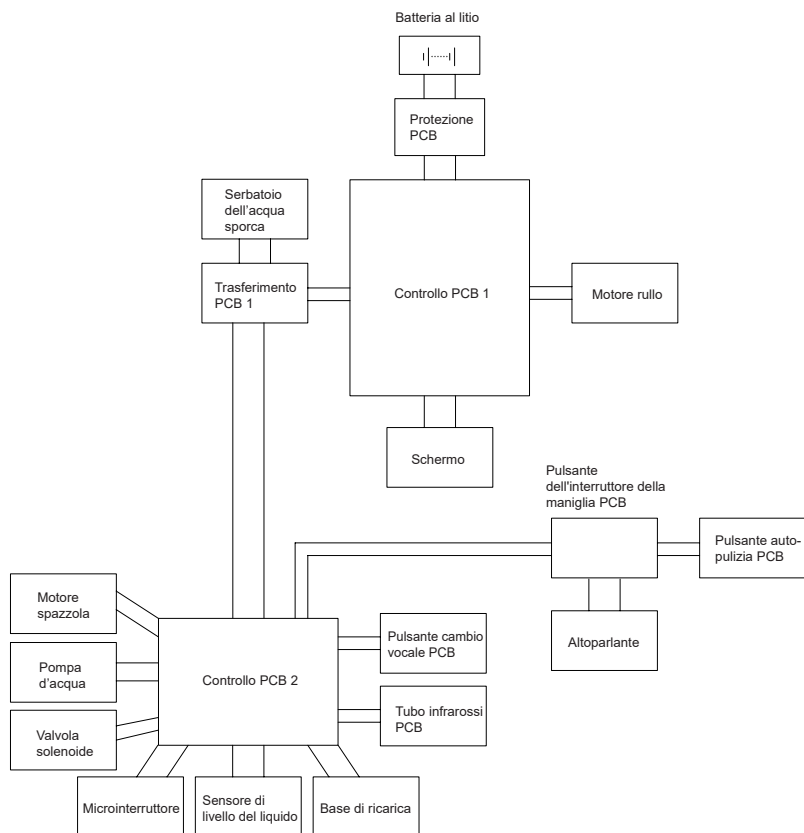 Batteria al litio
Protezione
PCB
Serbatoio
dell'acqua
sporca
Trasferimento
PCB 1
Controllo PCB 1
Motore rullo
Schermo
Pulsante
dell'interruttore della
maniglia PCB
Pulsante auto-
pulizia PCB
Altoparlante
Motore
spazzola
Pompa
d'acqua
Valvola
solenoide
Controllo PCB 2
Pulsante cambio
vocale PCB
Tubo infrarossi
PCB
Microinterruttore
Sensore di
livello del liquido
Base di ricarica